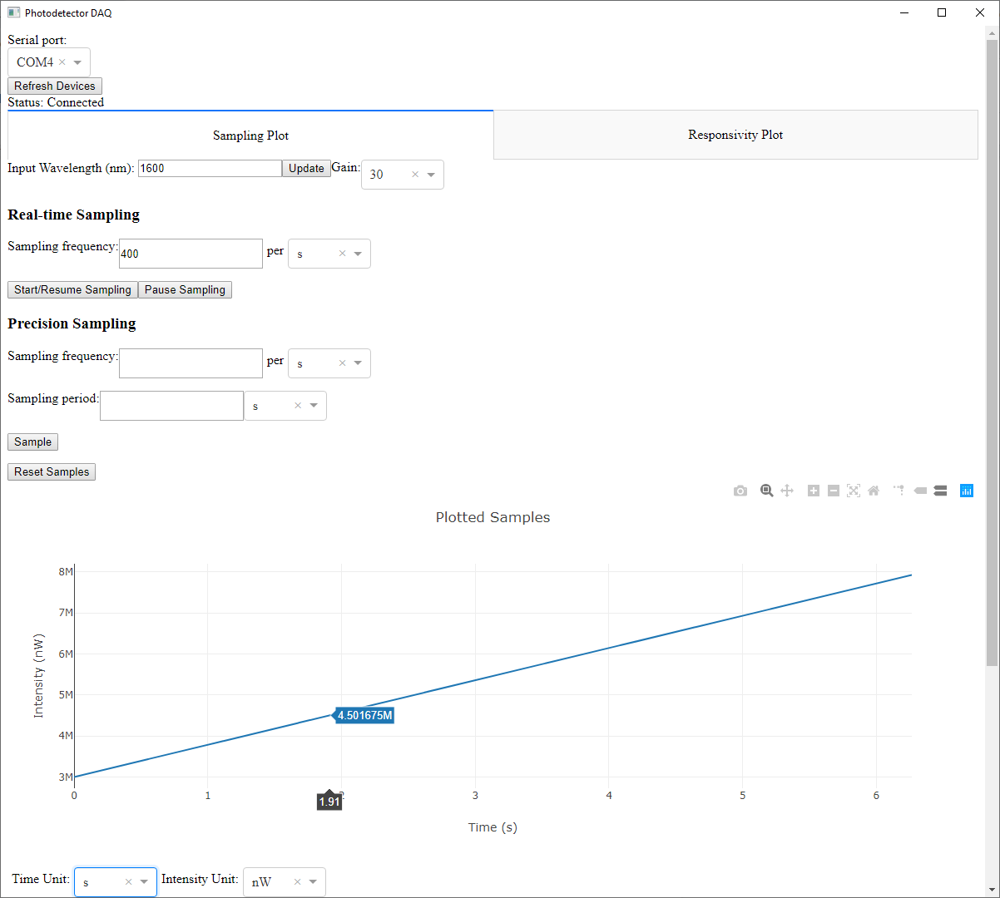 Photodetector DAQ
Serial port:
COM4
Refresh Devices
Status: Connected
Sampling Plot
Responsivity Plot
Input Wavelength (nm): 1600 Update Gain: 30
Real-time Sampling
Sampling frequency: 400 per s
Start/Resume Sampling Pause Sampling
Precision Sampling
Sampling frequency: per s
Sampling period: s
Sample
Reset Samples
Plotted Samples
8M
7M
6M
5M
4M
3M
Intensity (nW)
4.501675M
0 1 2 3 4 5 6
1.91
Time (s)
Time Unit: s Intensity Unit: nW